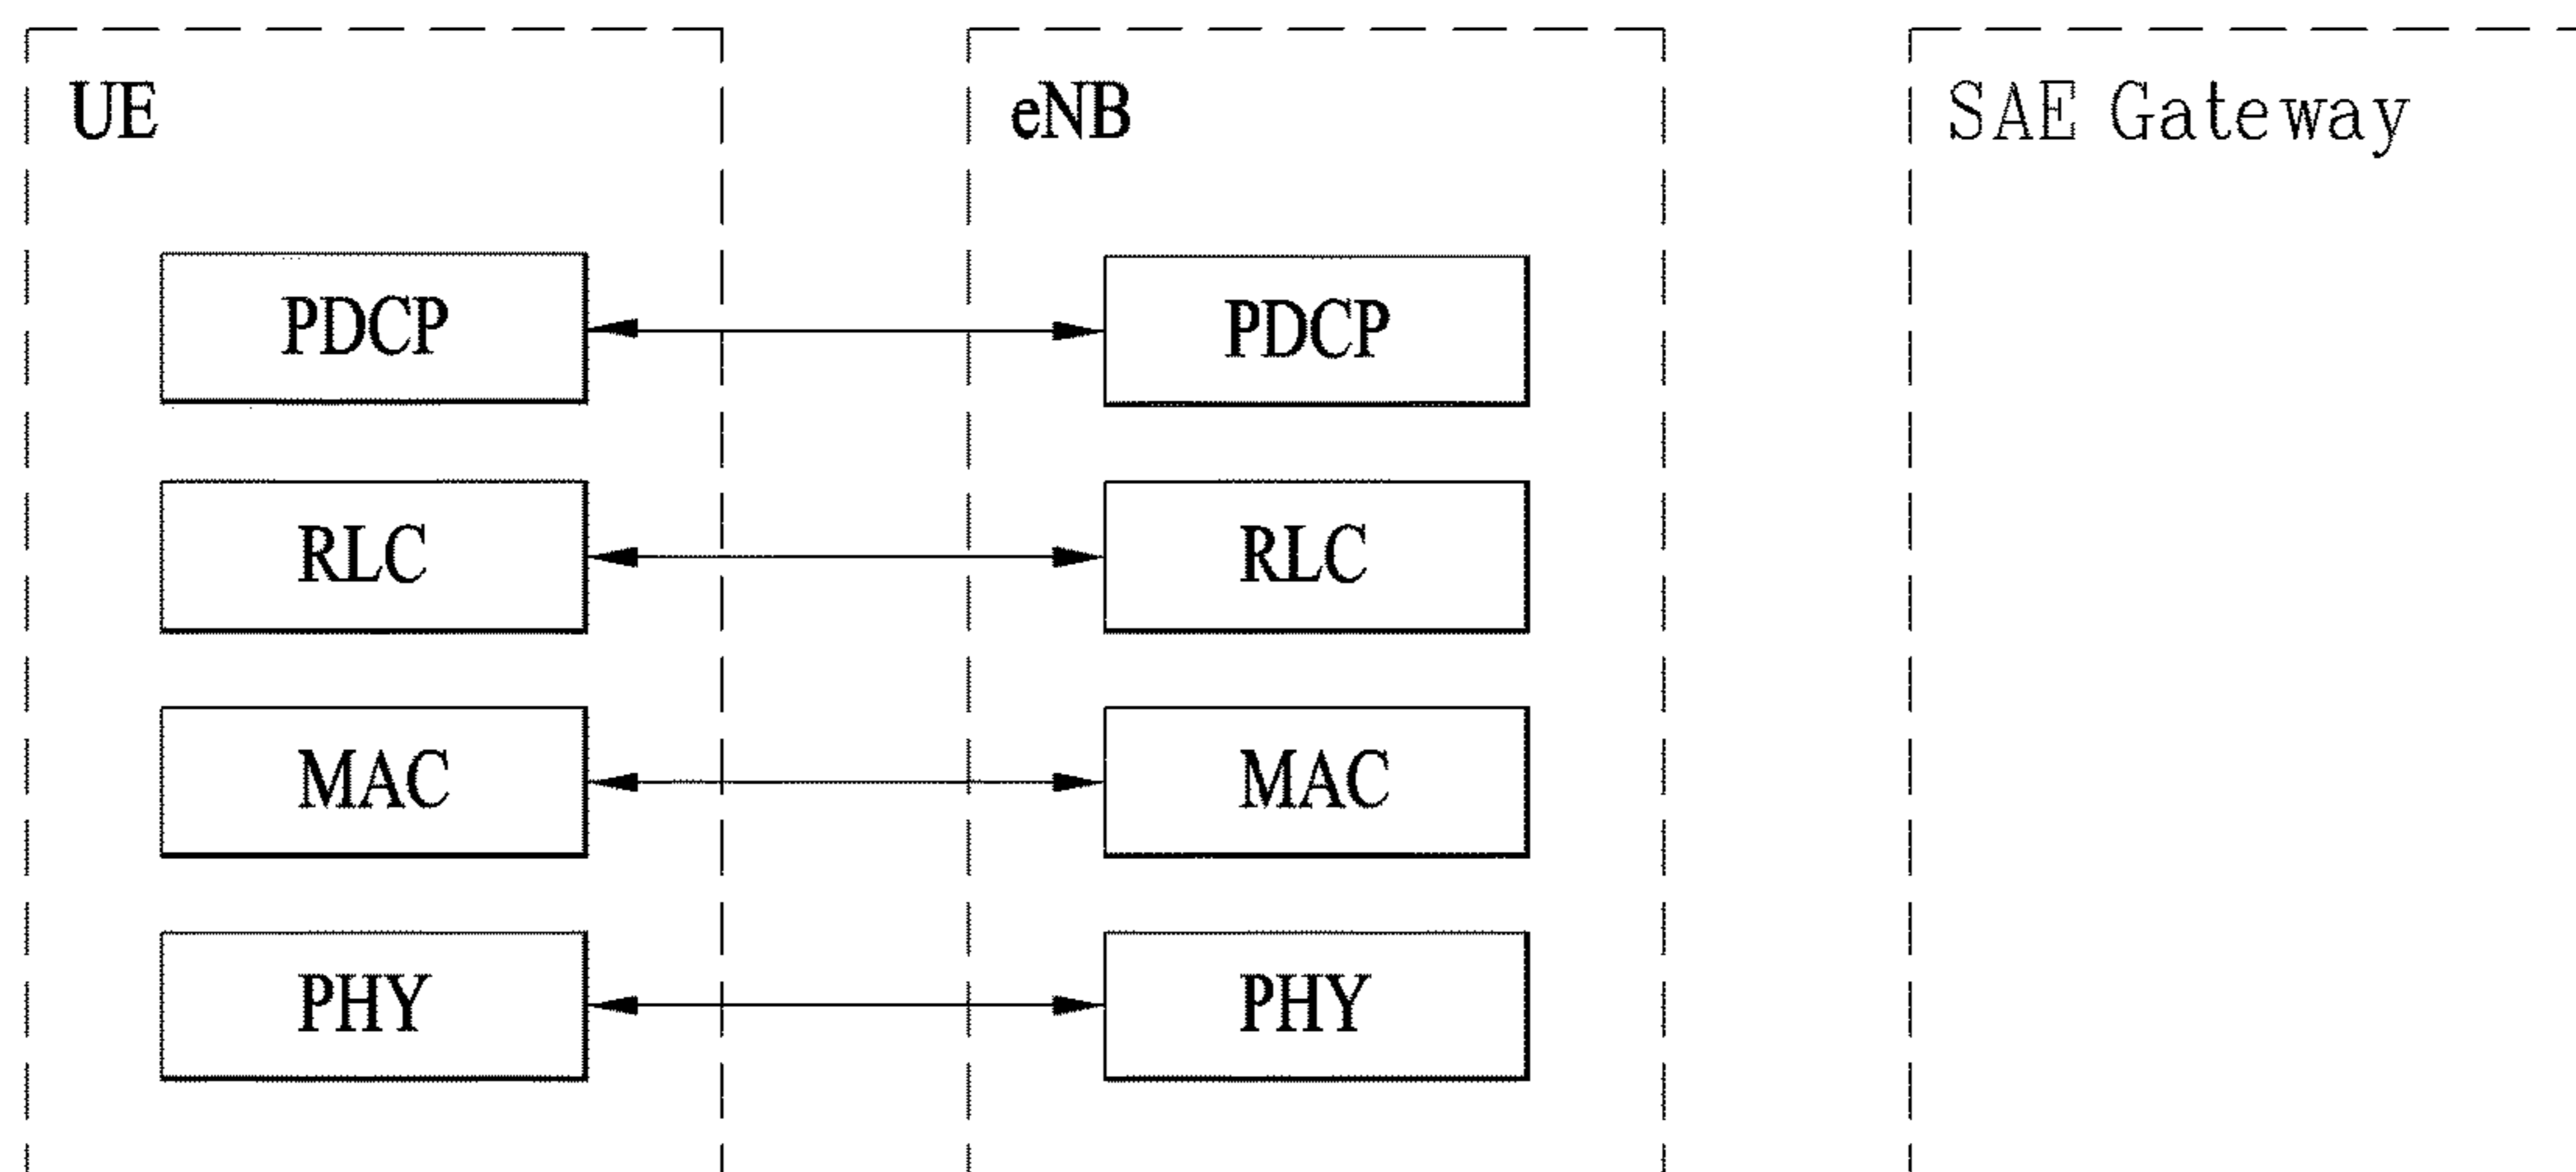 UE
eNB
SAE Gateway
PDCP
PDCP
RLC
RLC
MAC
MAC
PHY
PHY